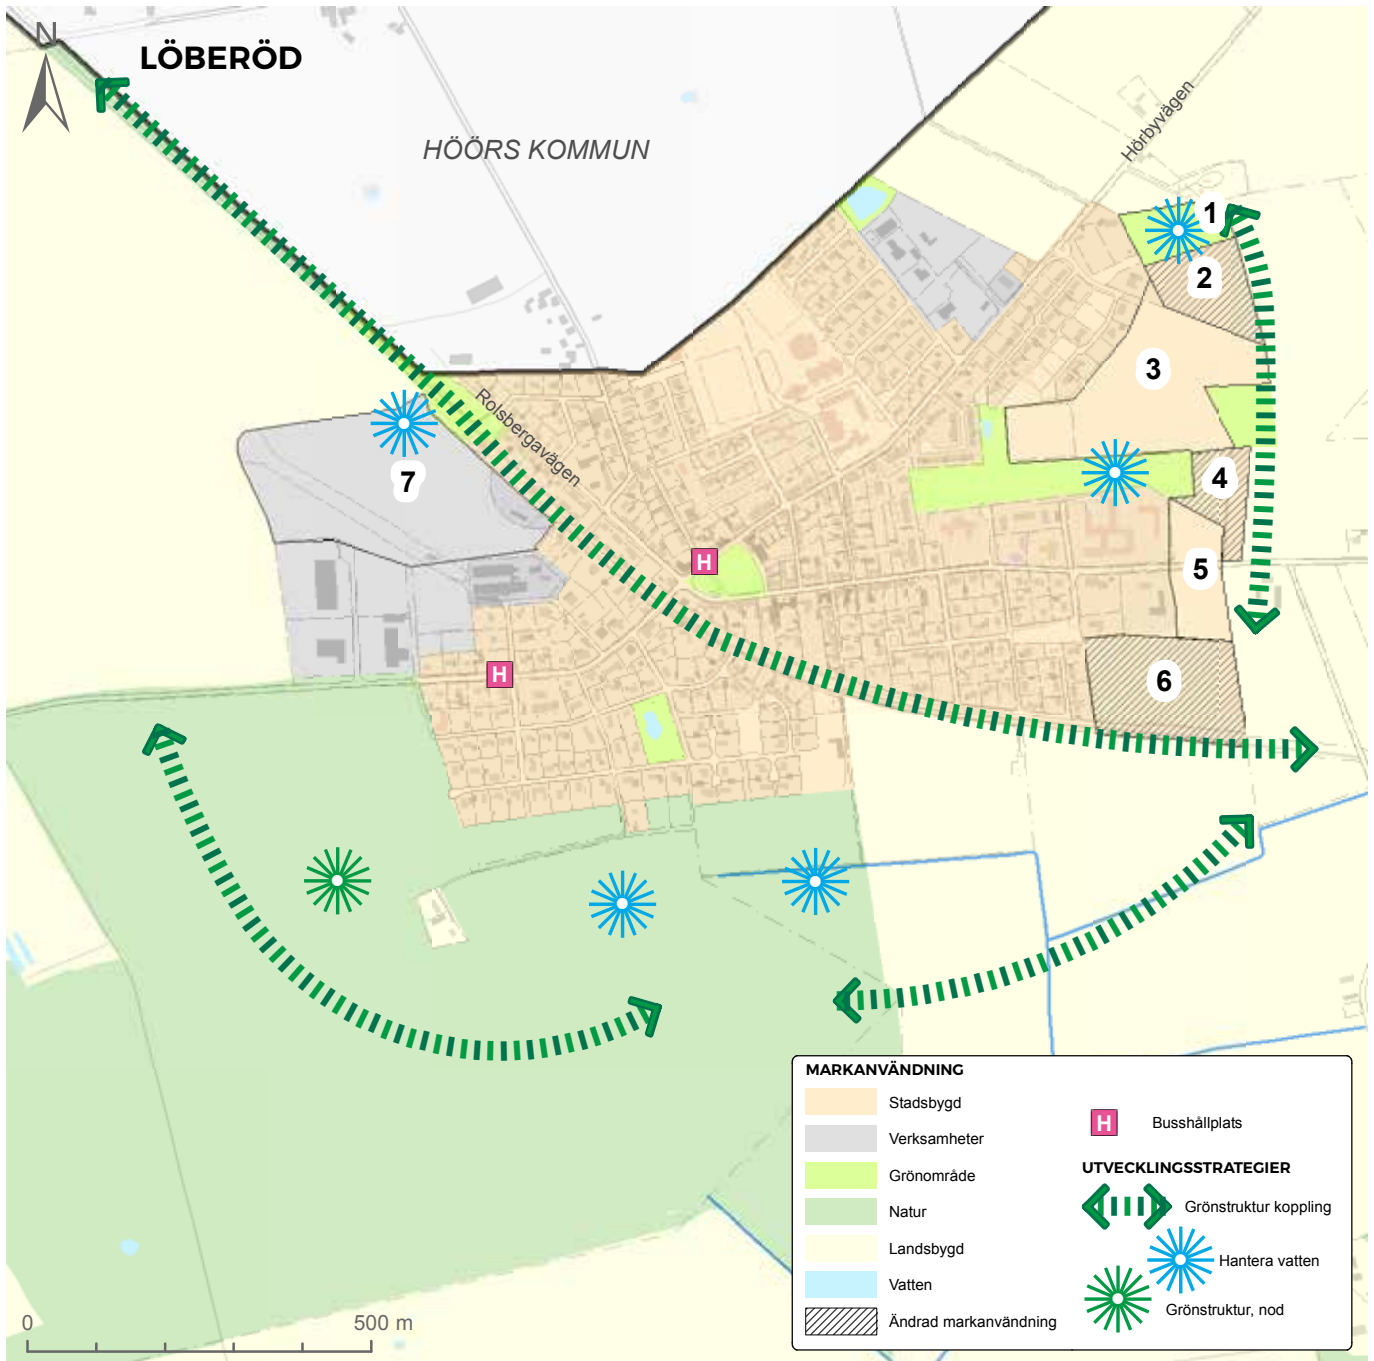 N
LÖBERÖD
HÖÖRS KOMMUN
Hörbyvägen
1
2
3
Rolsbergavägen
7
4
H
5
H
6
0
500 m
MARKANVÄNDNING
Stadsbygd
Verksamheter
Grönområde
Natur
Landsbygd
Vatten
Ändrad markanvändning
H Busshållplats
UTVECKLINGSSTRATEGIER
Grönstruktur koppling
Hantera vatten
Grönstruktur, nod